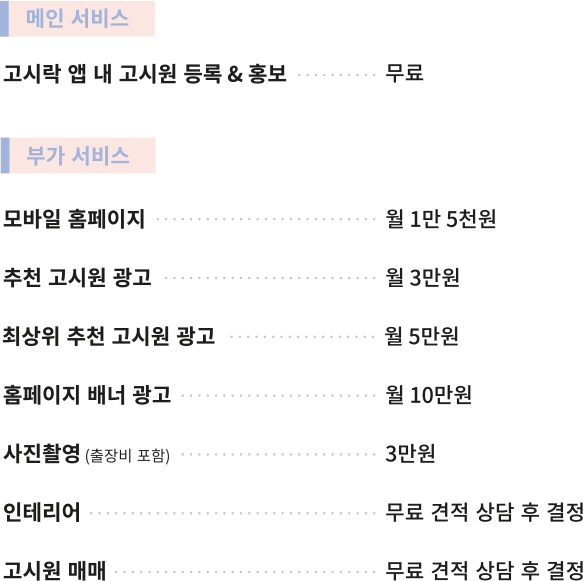 메인 서비스
고시락 앱 내 고시원 등록 & 홍보 무료
부가 서비스
모바일 홈페이지 월 1만 5천원
추천 고시원 광고 월 3만원
최상위 추천 고시원 광고 월 5만원
홈페이지 배너 광고 월 10만원
사진촬영 (출장비 포함) 3만원
인테리어 무료 견적 상담 후 결정
고시원 매매 무료 견적 상담 후 결정